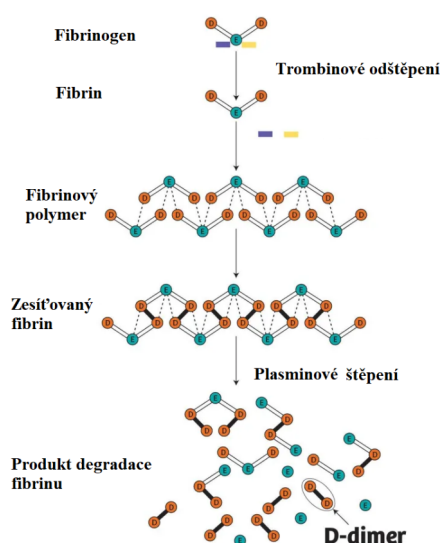 Fibrinogen
D D
E
Trombinové odštěpení
Fibrin
D D
E
Fibrinový
polymer
E E E
D D D D D D
D D D D D D D D
E E E E
Zesíťovaný
fibrin
E E E
D D D D D D
D D D D D D D D
E E E E
Plasminové štěpení
Produkt degradace
fibrinu
E E
D D D
D D D
E E D
D D E D
E E E D
D D D
D D D E
D D E E
D-dimer